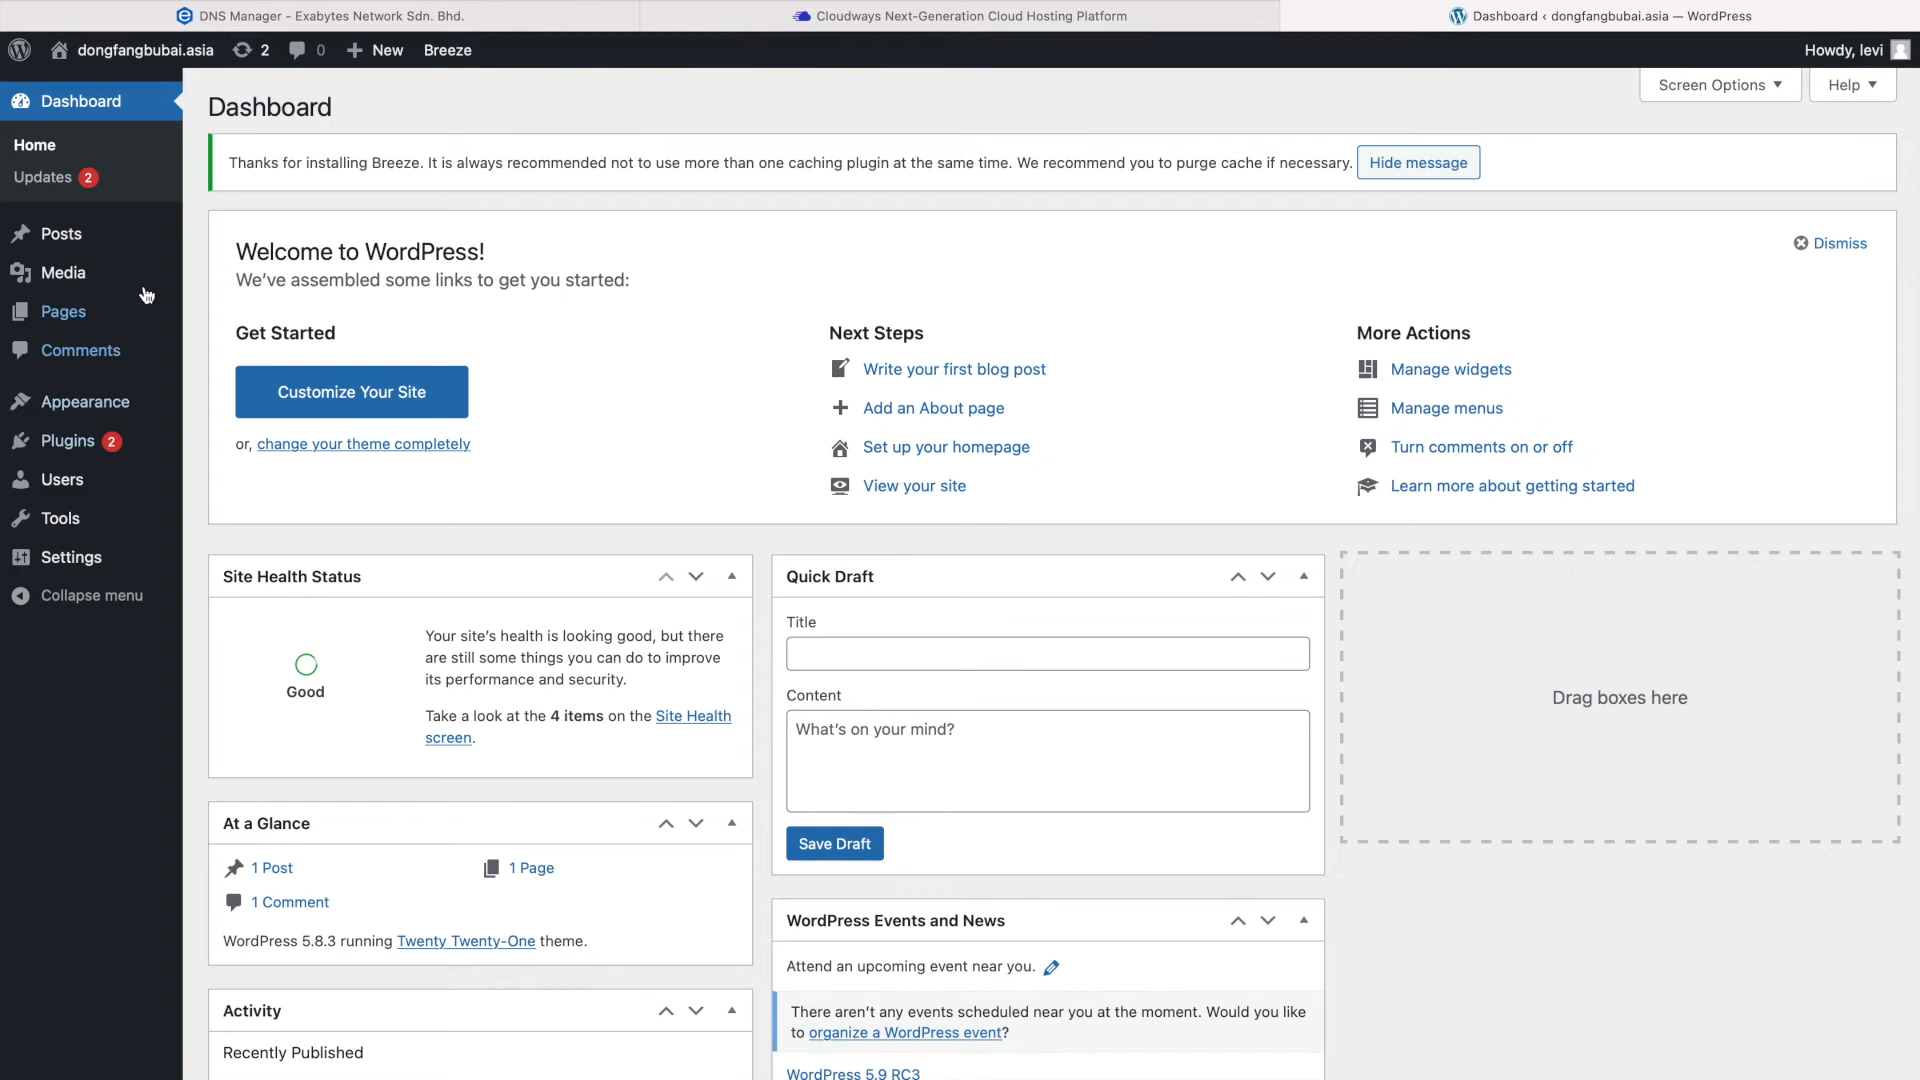 DNS Manager - Exabytes Network Sdn. Bhd.
Cloudways Next-Generation Cloud Hosting Platform
Dashboard ‹ dongfangbubai.asia — WordPress
dongfangbubai.asia
2
0
New
Breeze
Howdy, levi
Dashboard
Home
Updates 2
Posts
Media
Pages
Comments
Appearance
Plugins 2
Users
Tools
Settings
Collapse menu
Screen Options
Help
Dashboard
Thanks for installing Breeze. It is always recommended not to use more than one caching plugin at the same time. We recommend you to purge cache if necessary. Hide message
Welcome to WordPress!
Dismiss
We’ve assembled some links to get you started:
Get Started
Customize Your Site
or, change your theme completely
Next Steps
Write your first blog post
Add an About page
Set up your homepage
View your site
More Actions
Manage widgets
Manage menus
Turn comments on or off
Learn more about getting started
Site Health Status
Good
Your site’s health is looking good, but there
are still some things you can do to improve
its performance and security.
Take a look at the 4 items on the Site Health
screen.
At a Glance
1 Post
1 Page
1 Comment
WordPress 5.8.3 running Twenty Twenty-One theme.
Activity
Recently Published
Quick Draft
Title
Content
What’s on your mind?
Save Draft
WordPress Events and News
Attend an upcoming event near you.
There aren’t any events scheduled near you at the moment. Would you like
to organize a WordPress event?
WordPress 5.9 RC3
Drag boxes here